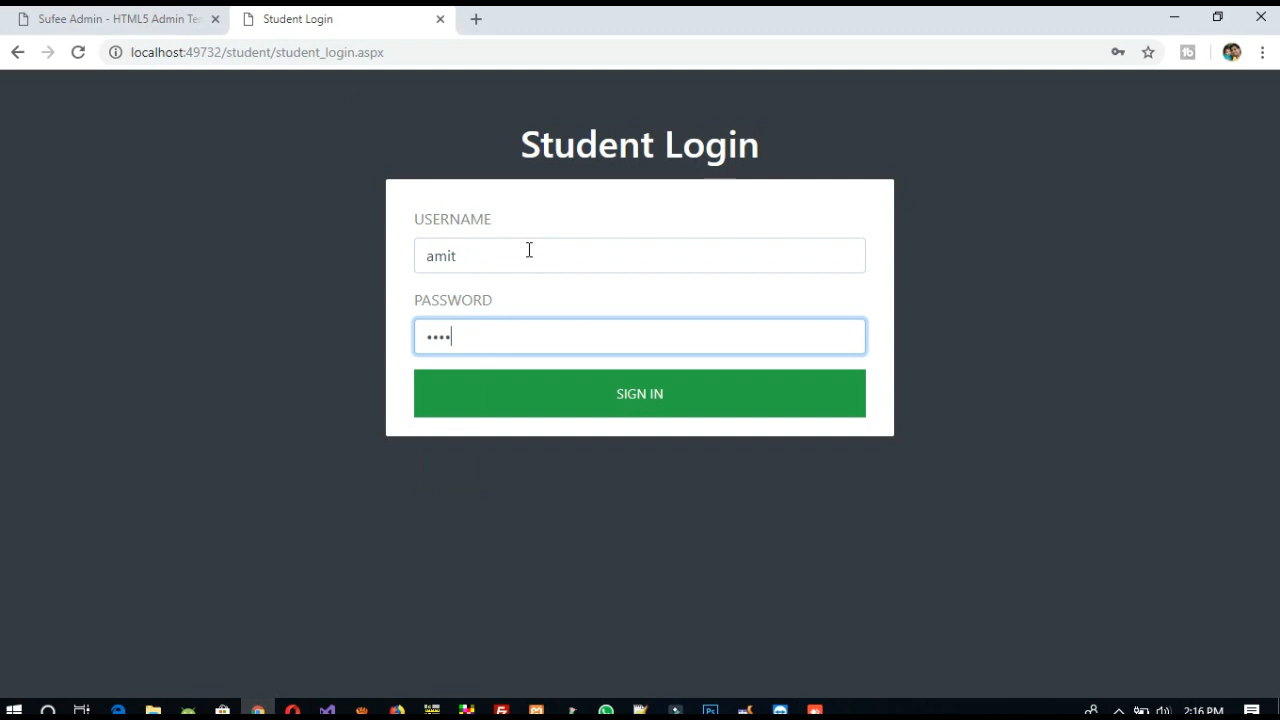 Sufee Admin - HTML5 Admin Te
Student Login
localhost:49732/student/student_login.aspx
Student Login
USERNAME
amit
PASSWORD
••••
SIGN IN
2:16 PM